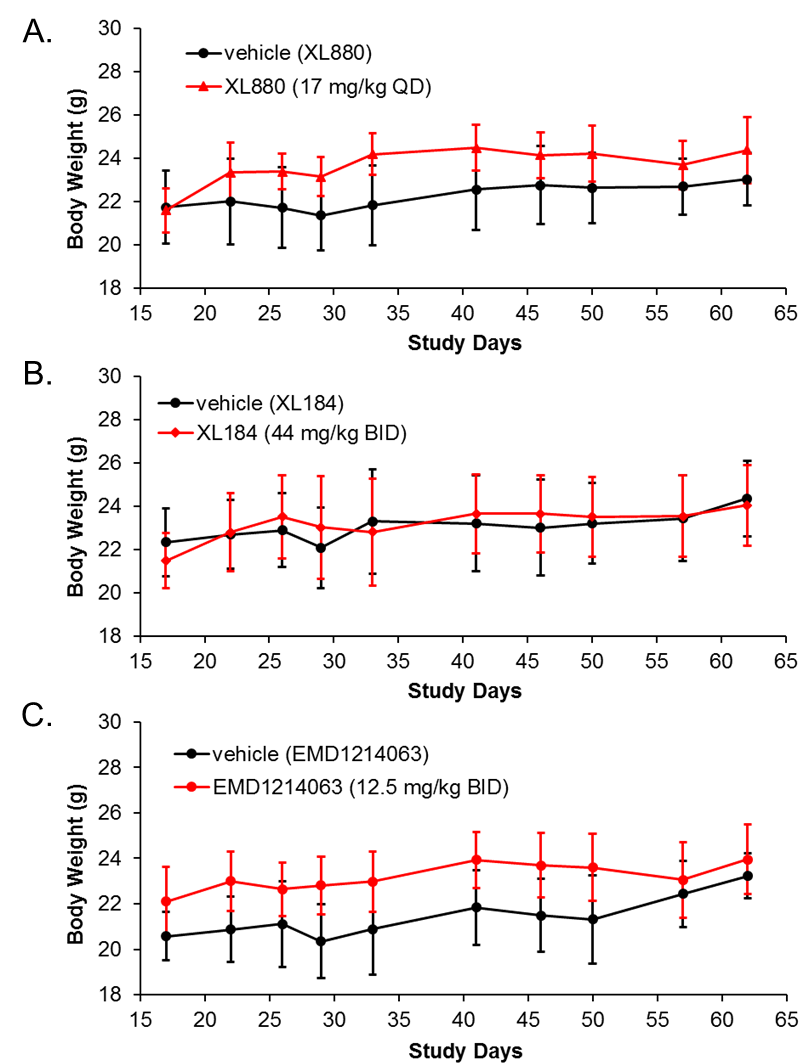 A.
30
28
26
24
22
20
18
Body Weight (g)
vehicle (XL880)
XL880 (17 mg/kg QD)
15 20 25 30 35 40 45 50 55 60 65
Study Days
B.
30
28
26
24
22
20
18
Body Weight (g)
vehicle (XL184)
XL184 (44 mg/kg BID)
15 20 25 30 35 40 45 50 55 60 65
Study Days
C.
30
28
26
24
22
20
18
Body Weight (g)
vehicle (EMD1214063)
EMD1214063 (12.5 mg/kg BID)
15 20 25 30 35 40 45 50 55 60 65
Study Days